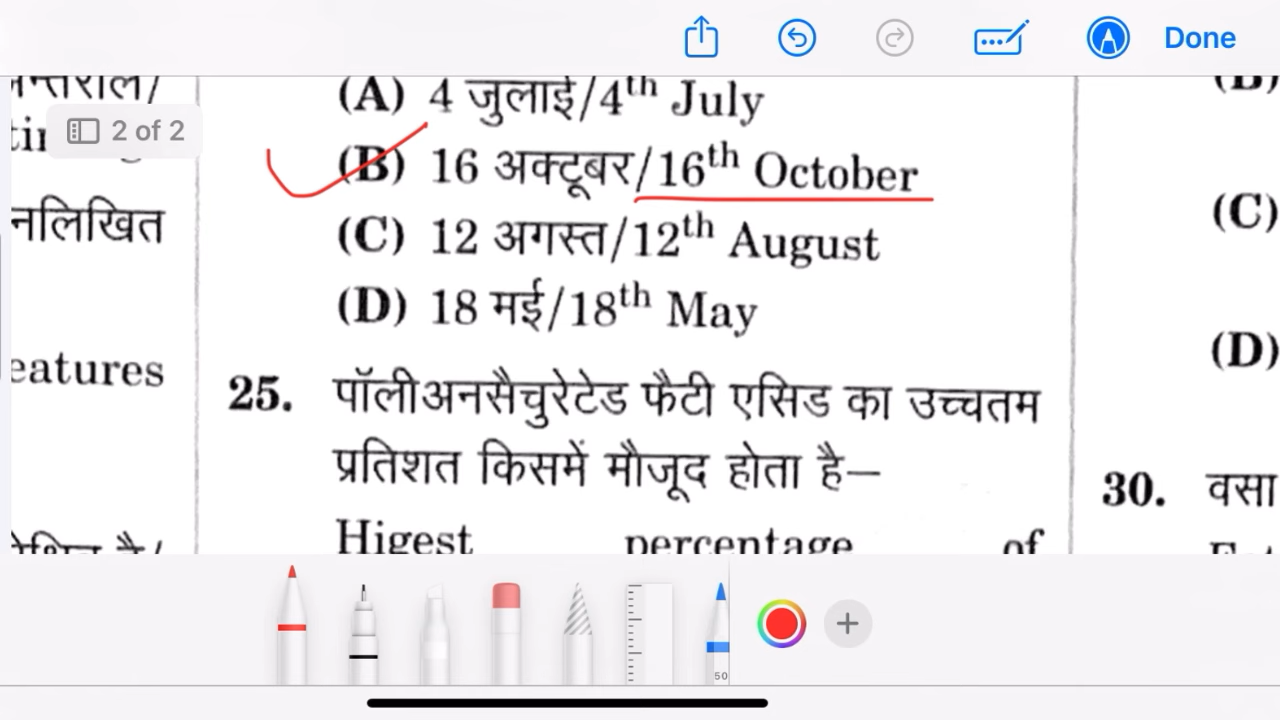 Done
2 of 2
(A) 4 जुलाई/4th July
(B) 16 अक्टूबर/16th October
(C) 12 अगस्त/12th August
(D) 18 मई/18th May
नलिखित
eatures
25. पॉलीअनसैचुरेटेड फैटी एसिड का उच्चतम
प्रतिशत किसमें मौजूद होता है—
Higest percentage of
(C)
(D)
30. वसा
50